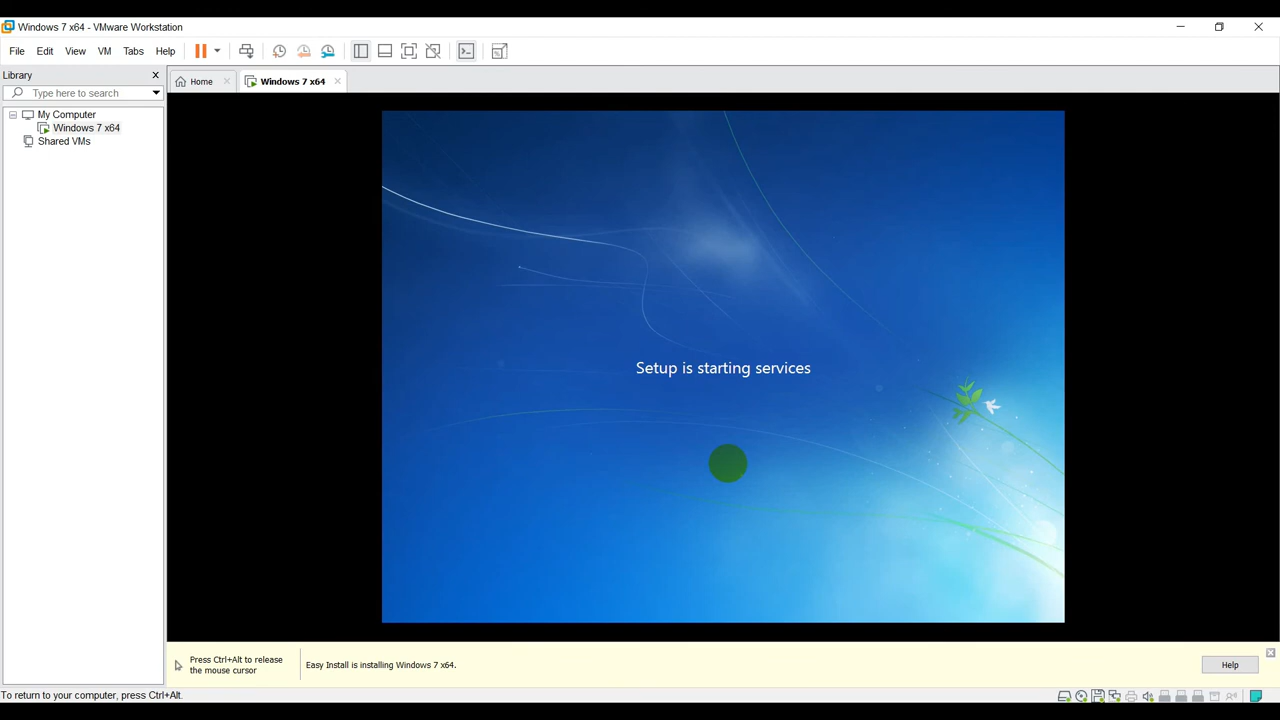 Windows 7 x64 - VMware Workstation
File Edit View VM Tabs Help
Library
Type here to search
My Computer
Windows 7 x64
Shared VMs
Home
Windows 7 x64
Setup is starting services
Press Ctrl+Alt to release
the mouse cursor
Easy Install is installing Windows 7 x64.
Help
To return to your computer, press Ctrl+Alt.